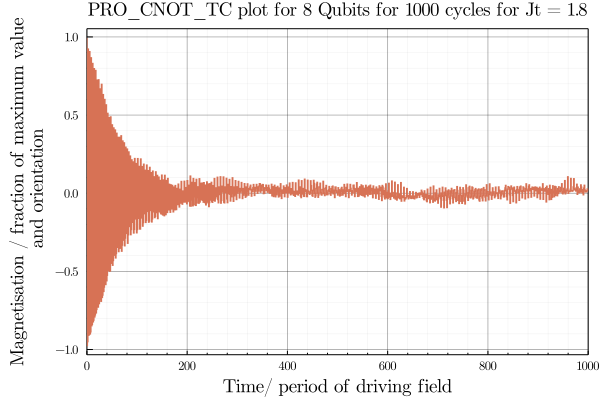 PRO_CNOT_TC plot for 8 Qubits for 1000 cycles for Jt = 1.8
Magnetisation / fraction of maximum value
and orientation
1.0
0.5
0.0
−0.5
−1.0
0 200 400 600 800 1000
Time/ period of driving field